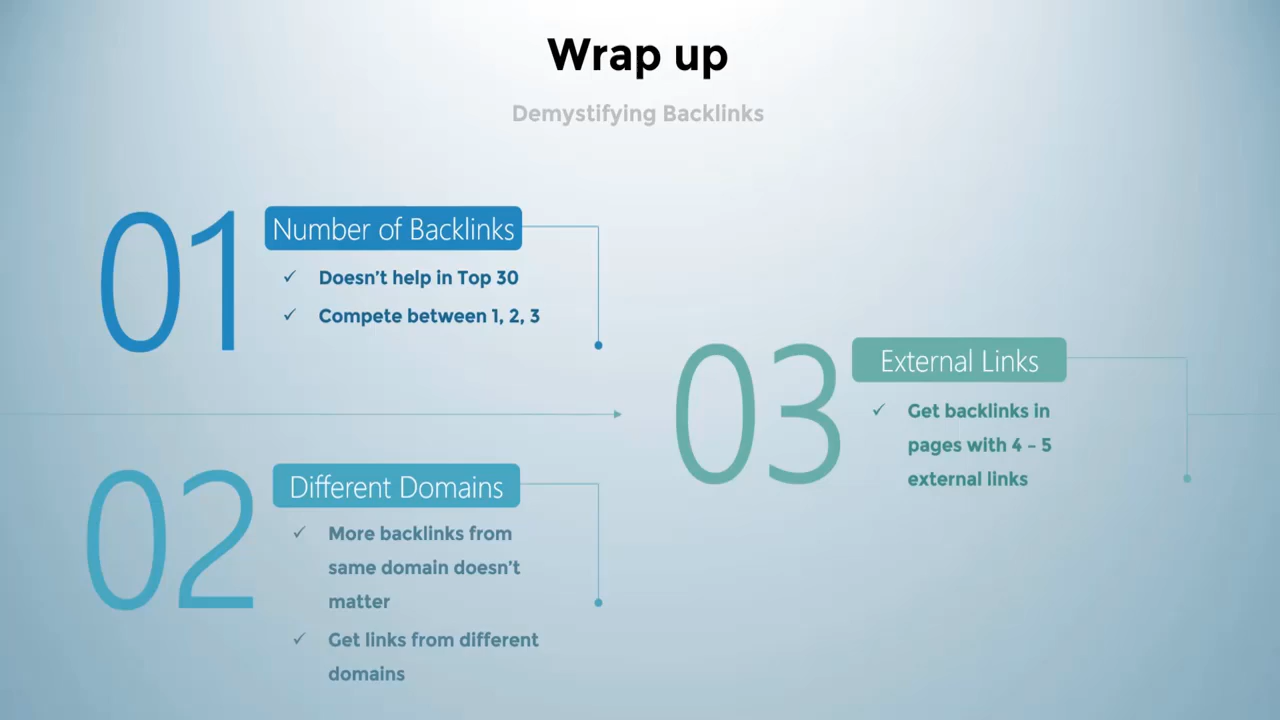 Wrap up
Demystifying Backlinks
01
Number of Backlinks
✓ Doesn't help in Top 30
✓ Compete between 1, 2, 3
02
Different Domains
✓ More backlinks from
same domain doesn't
matter
✓ Get links from different
domains
03
External Links
✓ Get backlinks in
pages with 4 – 5
external links